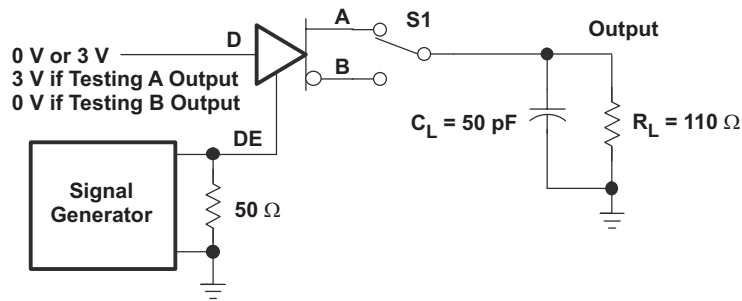 A
S1
D
Output
0 V or 3 V
3 V if Testing A Output
0 V if Testing B Output
B
DE
C_L = 50 pF
R_L = 110 Ω
Signal
Generator
50 Ω